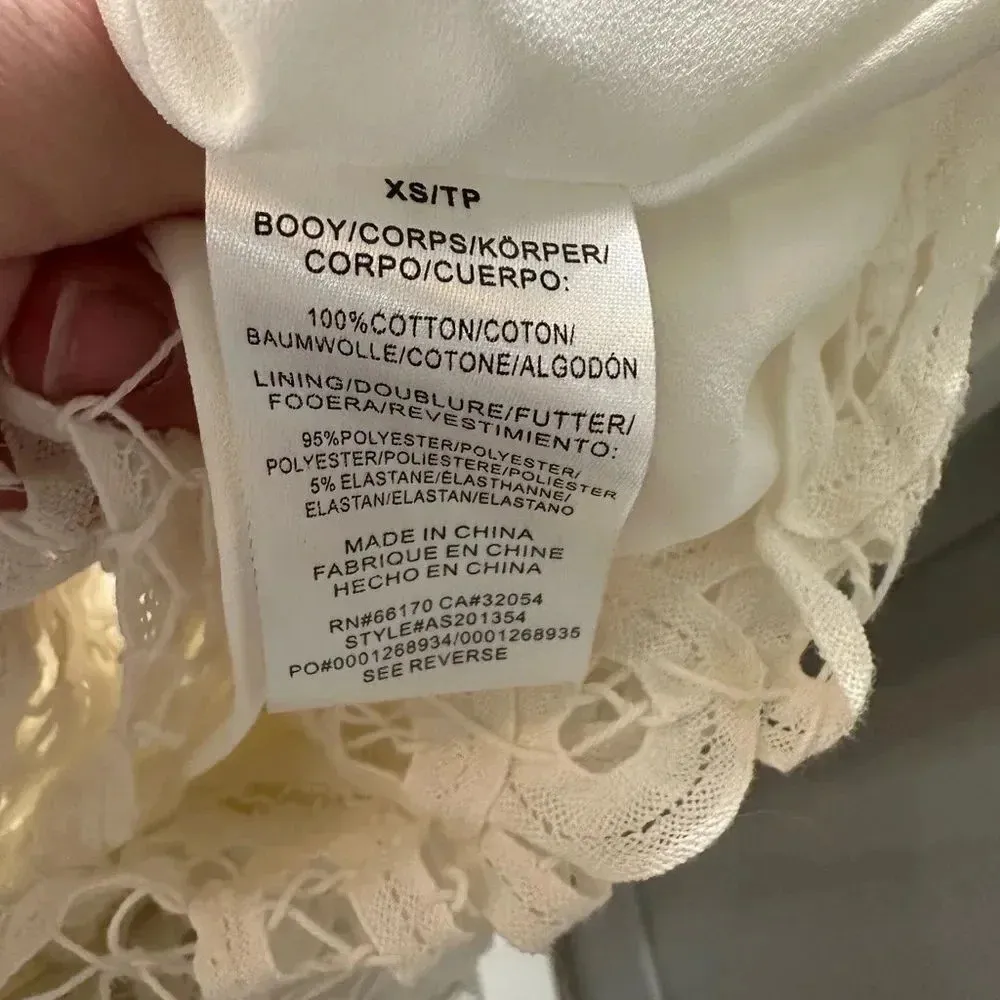 XS/TP
BOOY/CORPS/KÖRPER/
CORPO/CUERPO:
100%COTTON/COTON/
BAUMWOLLE/COTONE/ALGODÓN
LINING/DOUBLURE/FUTTER/
FOOERA/REVESTIMIENTO:
95%POLYESTER/POLYESTER/
POLYESTER/POLIESTERE/POLIESTER
5% ELASTANE/ÉLASTHANNE/
ELASTAN/ELASTAN/ELASTANO
MADE IN CHINA
FABRIQUE EN CHINE
HECHO EN CHINA
RN#66170 CA#32054
STYLE#AS201354
PO#0001268934/0001268935
SEE REVERSE